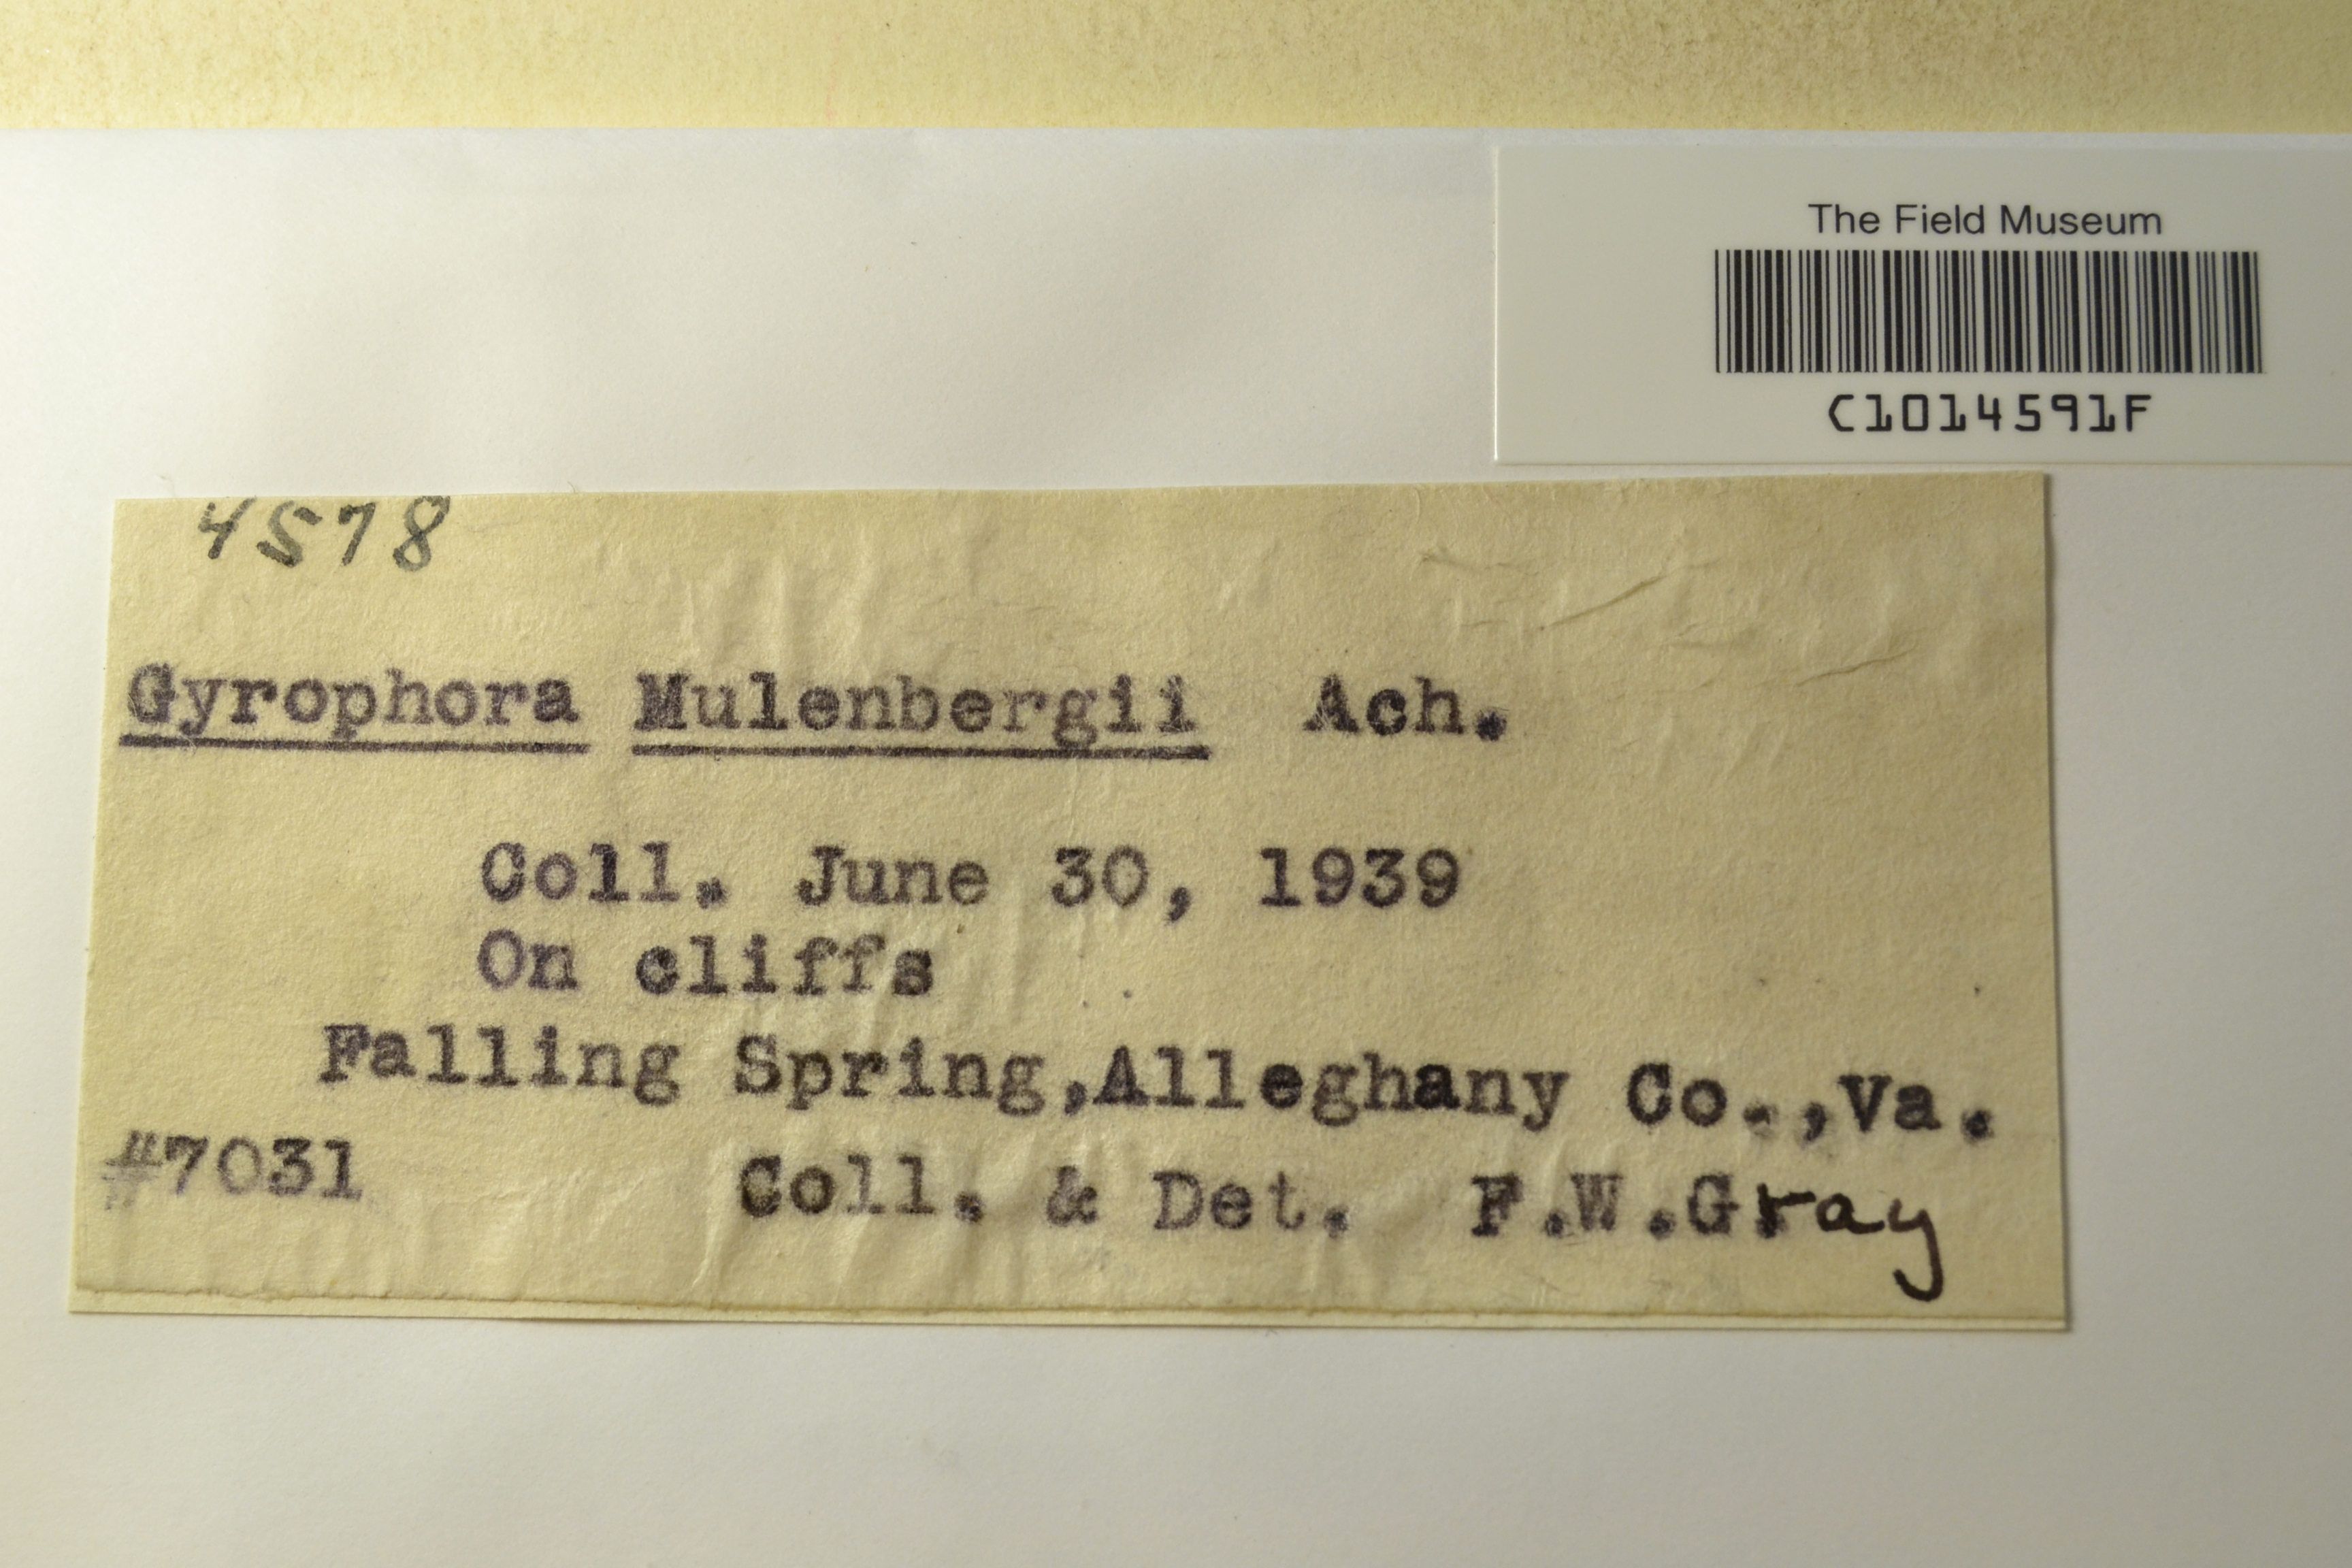 The Field Museum
C1014591F
4578
Gyrophora Mulenbergii Ach.
Coll. June 30, 1939
On cliffs
Falling Spring,Alleghany Co.,Va.
#7031 Coll. & Det. F.W.Gray